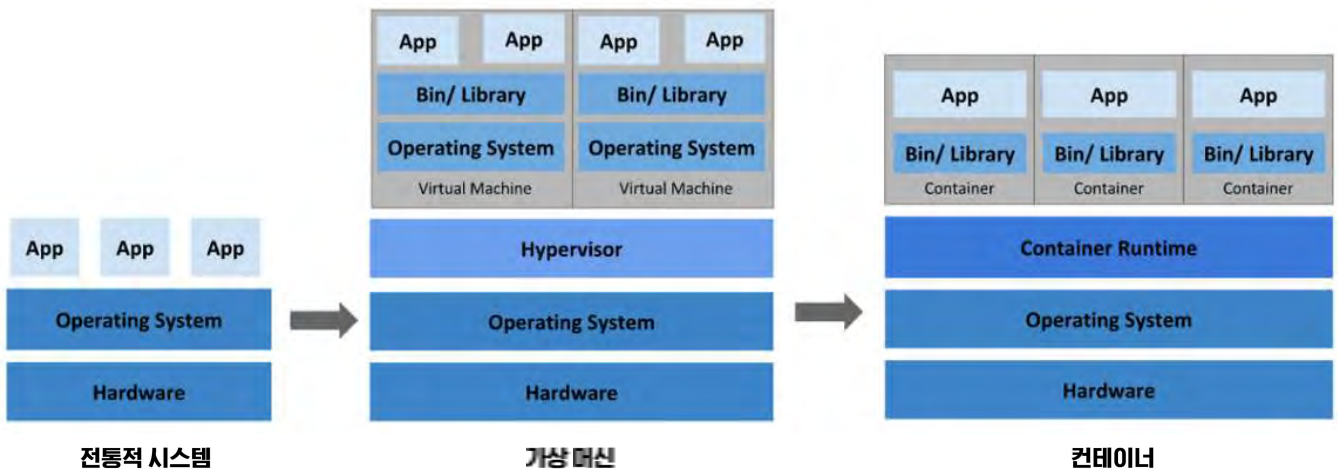 App App App
Operating System
Hardware
전통적 시스템
App App App App
Bin/ Library Bin/ Library
Operating System Operating System
Virtual Machine Virtual Machine
Hypervisor
Operating System
Hardware
가상 머신
App App App
Bin/ Library Bin/ Library Bin/ Library
Container Container Container
Container Runtime
Operating System
Hardware
컨테이너